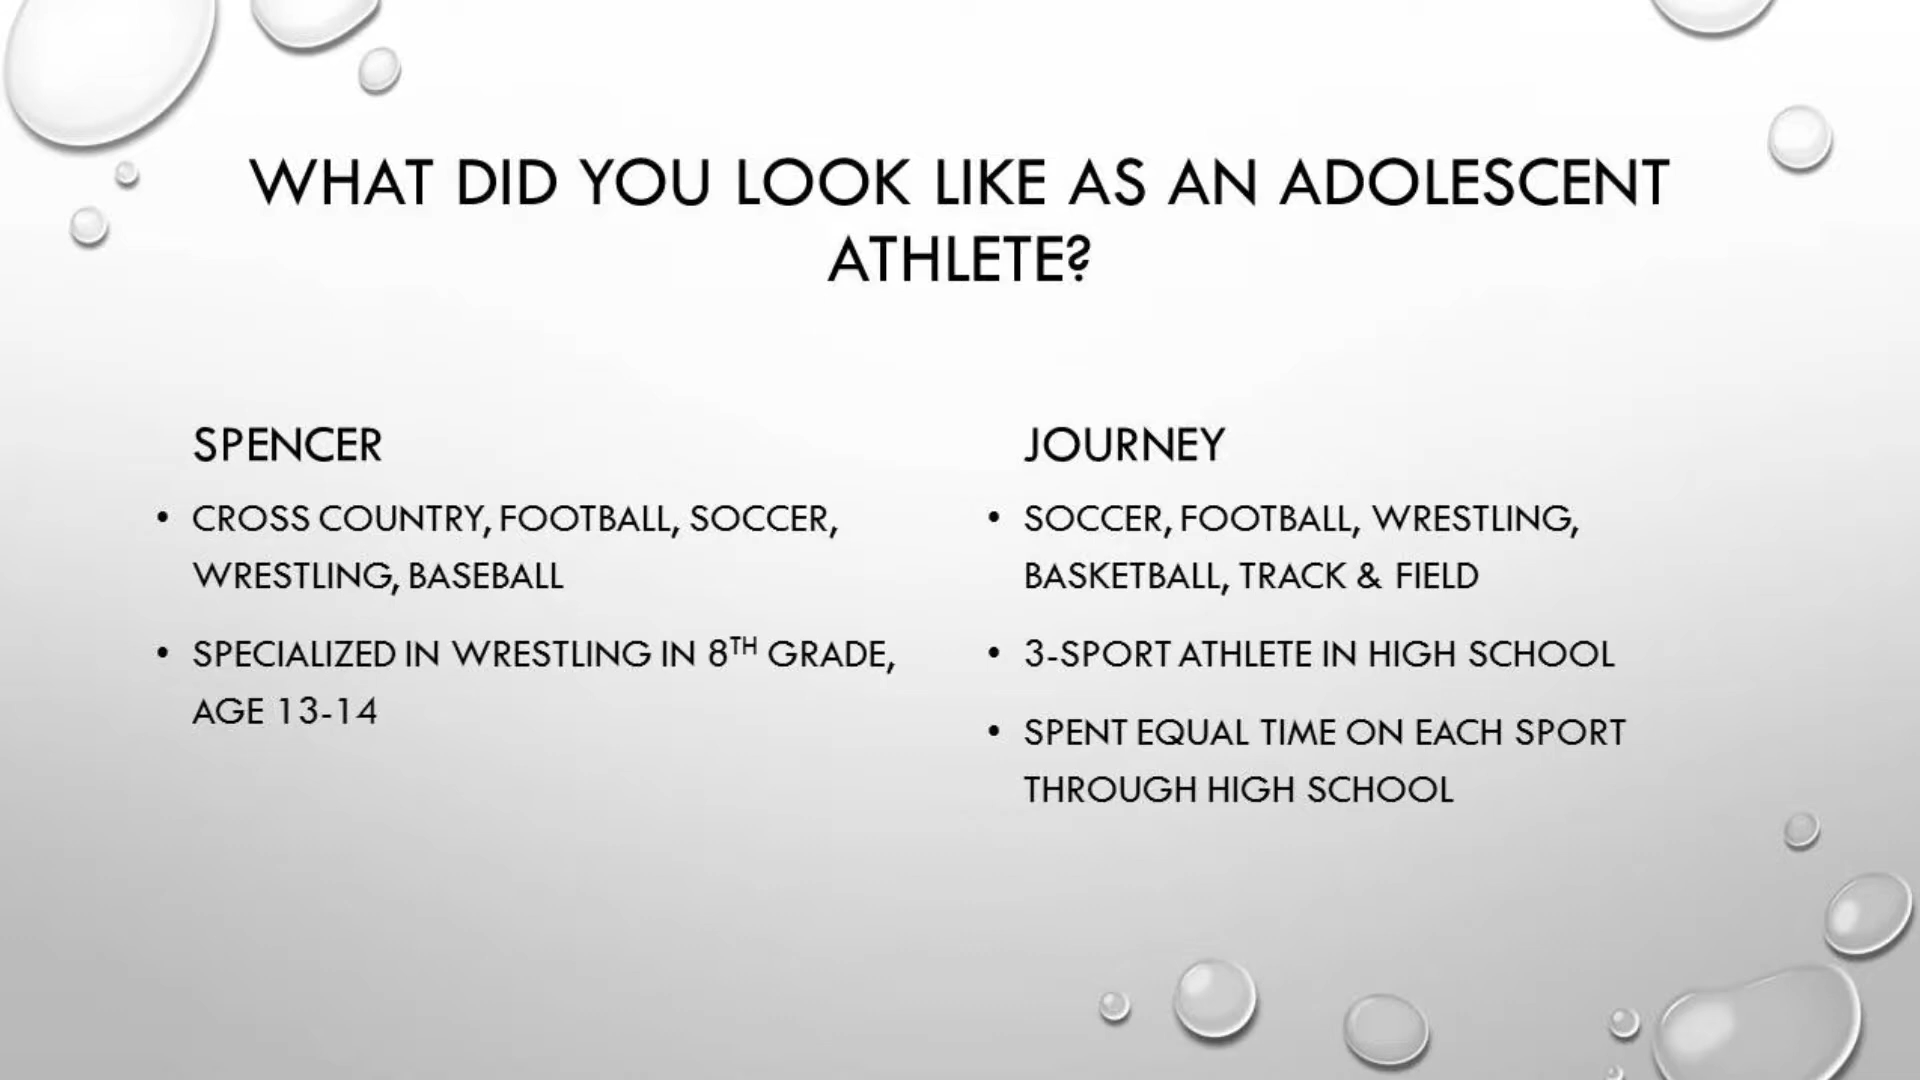 WHAT DID YOU LOOK LIKE AS AN ADOLESCENT
ATHLETE?
SPENCER
• CROSS COUNTRY, FOOTBALL, SOCCER,
WRESTLING, BASEBALL
• SPECIALIZED IN WRESTLING IN 8TH GRADE,
AGE 13-14
JOURNEY
• SOCCER, FOOTBALL, WRESTLING,
BASKETBALL, TRACK & FIELD
• 3-SPORT ATHLETE IN HIGH SCHOOL
• SPENT EQUAL TIME ON EACH SPORT
THROUGH HIGH SCHOOL